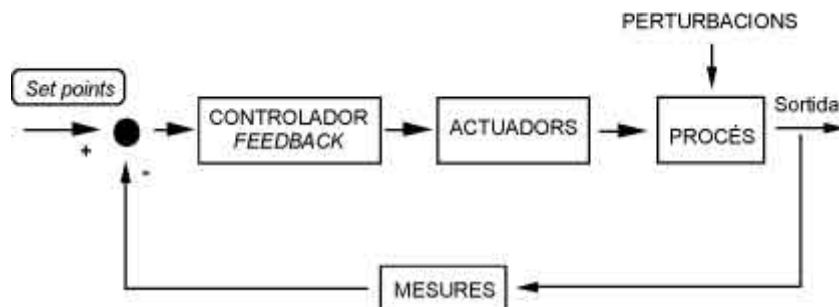 PERTURBACIONS
Set points
CONTROLADOR
FEEDBACK
ACTUADORS
PROCÉS
Sortida
+
-
MESURES